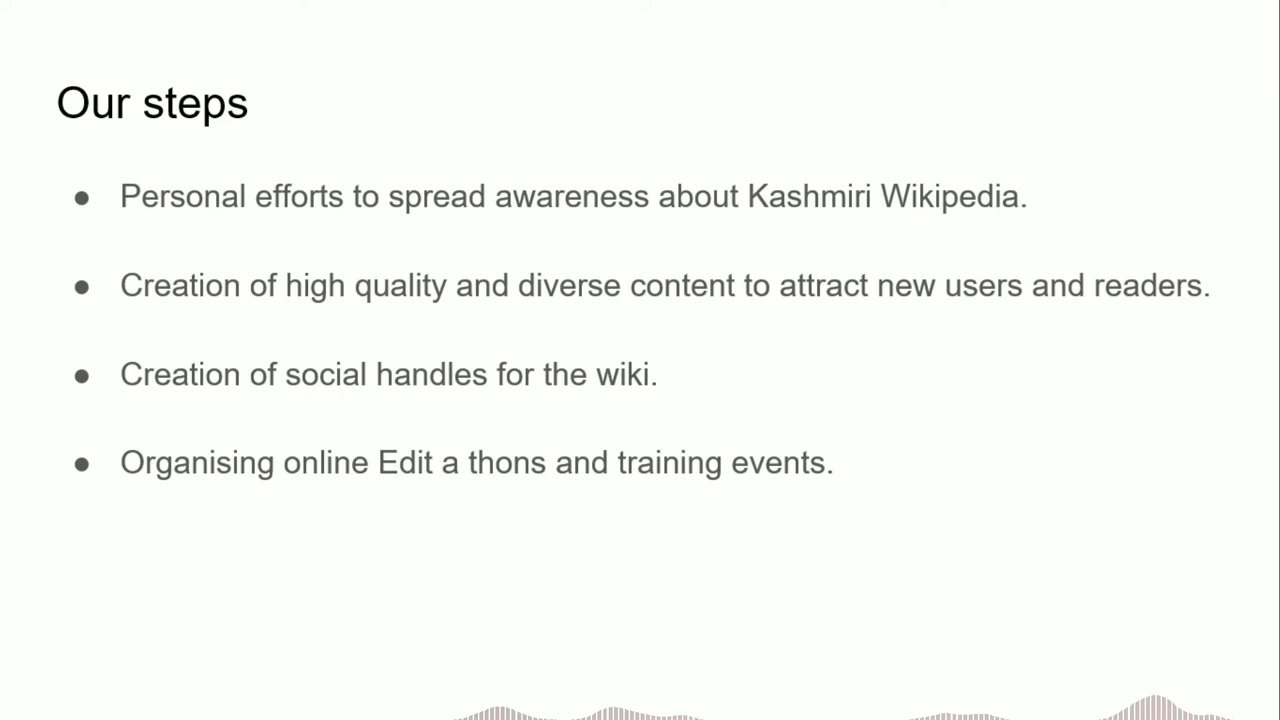 Our steps
● Personal efforts to spread awareness about Kashmiri Wikipedia.
● Creation of high quality and diverse content to attract new users and readers.
● Creation of social handles for the wiki.
● Organising online Edit a thons and training events.